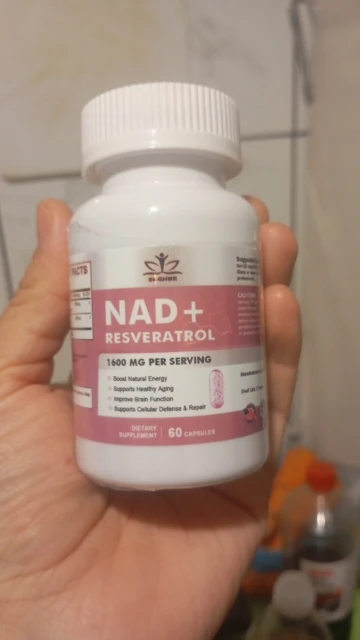 FACTS
NAD+
RESVERATROL
1600 MG PER SERVING
Boost Natural Energy
Supports Healthy Aging
Improve Brain Function
Supports Cellular Defense & Repair
DIETARY
SUPPLEMENT
60 CAPSULES